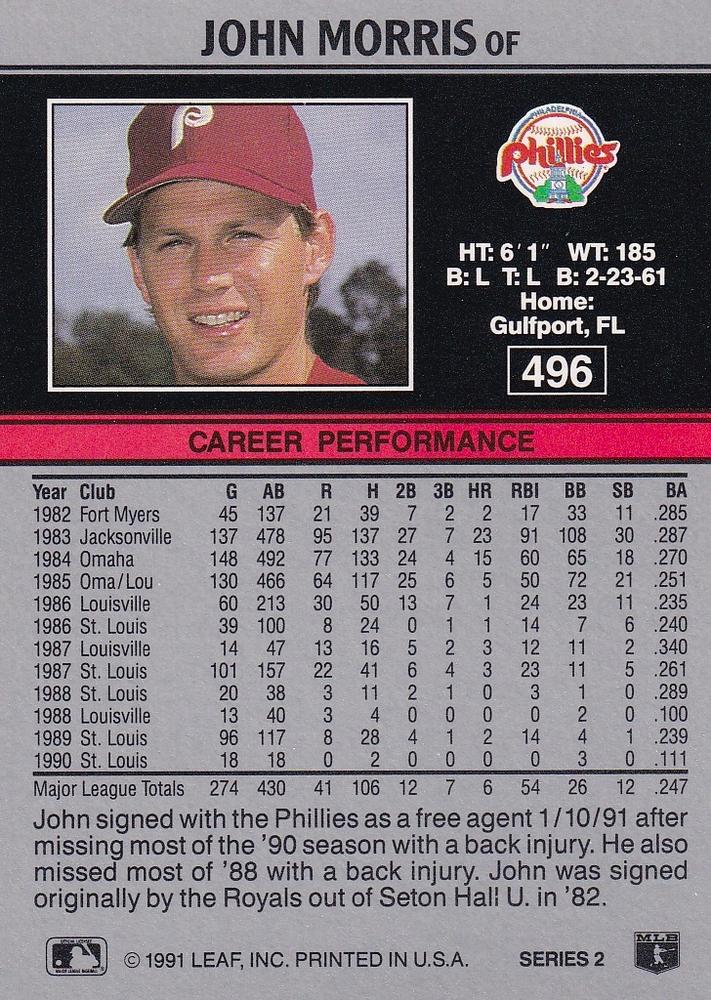 JOHN MORRIS OF
P
PHILADELPHIA
Phillies
HT: 6'1" WT: 185
B: L T: L B: 2-23-61
Home:
Gulfport, FL
496
CAREER PERFORMANCE
Year Club G AB R H 2B 3B HR RBI BB SB BA
1982 Fort Myers 45 137 21 39 7 2 2 17 33 11 .285
1983 Jacksonville 137 478 95 137 27 7 23 91 108 30 .287
1984 Omaha 148 492 77 133 24 4 15 60 65 18 .270
1985 Oma/Lou 130 466 64 117 25 6 5 50 72 21 .251
1986 Louisville 60 213 30 50 13 7 1 24 23 11 .235
1986 St. Louis 39 100 8 24 0 1 1 14 7 6 .240
1987 Louisville 14 47 13 16 5 2 3 12 11 2 .340
1987 St. Louis 101 157 22 41 6 4 3 23 11 5 .261
1988 St. Louis 20 38 3 11 2 1 0 3 1 0 .289
1988 Louisville 13 40 3 4 0 0 0 0 2 0 .100
1989 St. Louis 96 117 8 28 4 1 2 14 4 1 .239
1990 St. Louis 18 18 0 2 0 0 0 0 3 0 .111
Major League Totals 274 430 41 106 12 7 6 54 26 12 .247
John signed with the Phillies as a free agent 1/10/91 after
missing most of the '90 season with a back injury. He also
missed most of '88 with a back injury. John was signed
originally by the Royals out of Seton Hall U. in '82.
© 1991 LEAF, INC. PRINTED IN U.S.A. SERIES 2
MLB